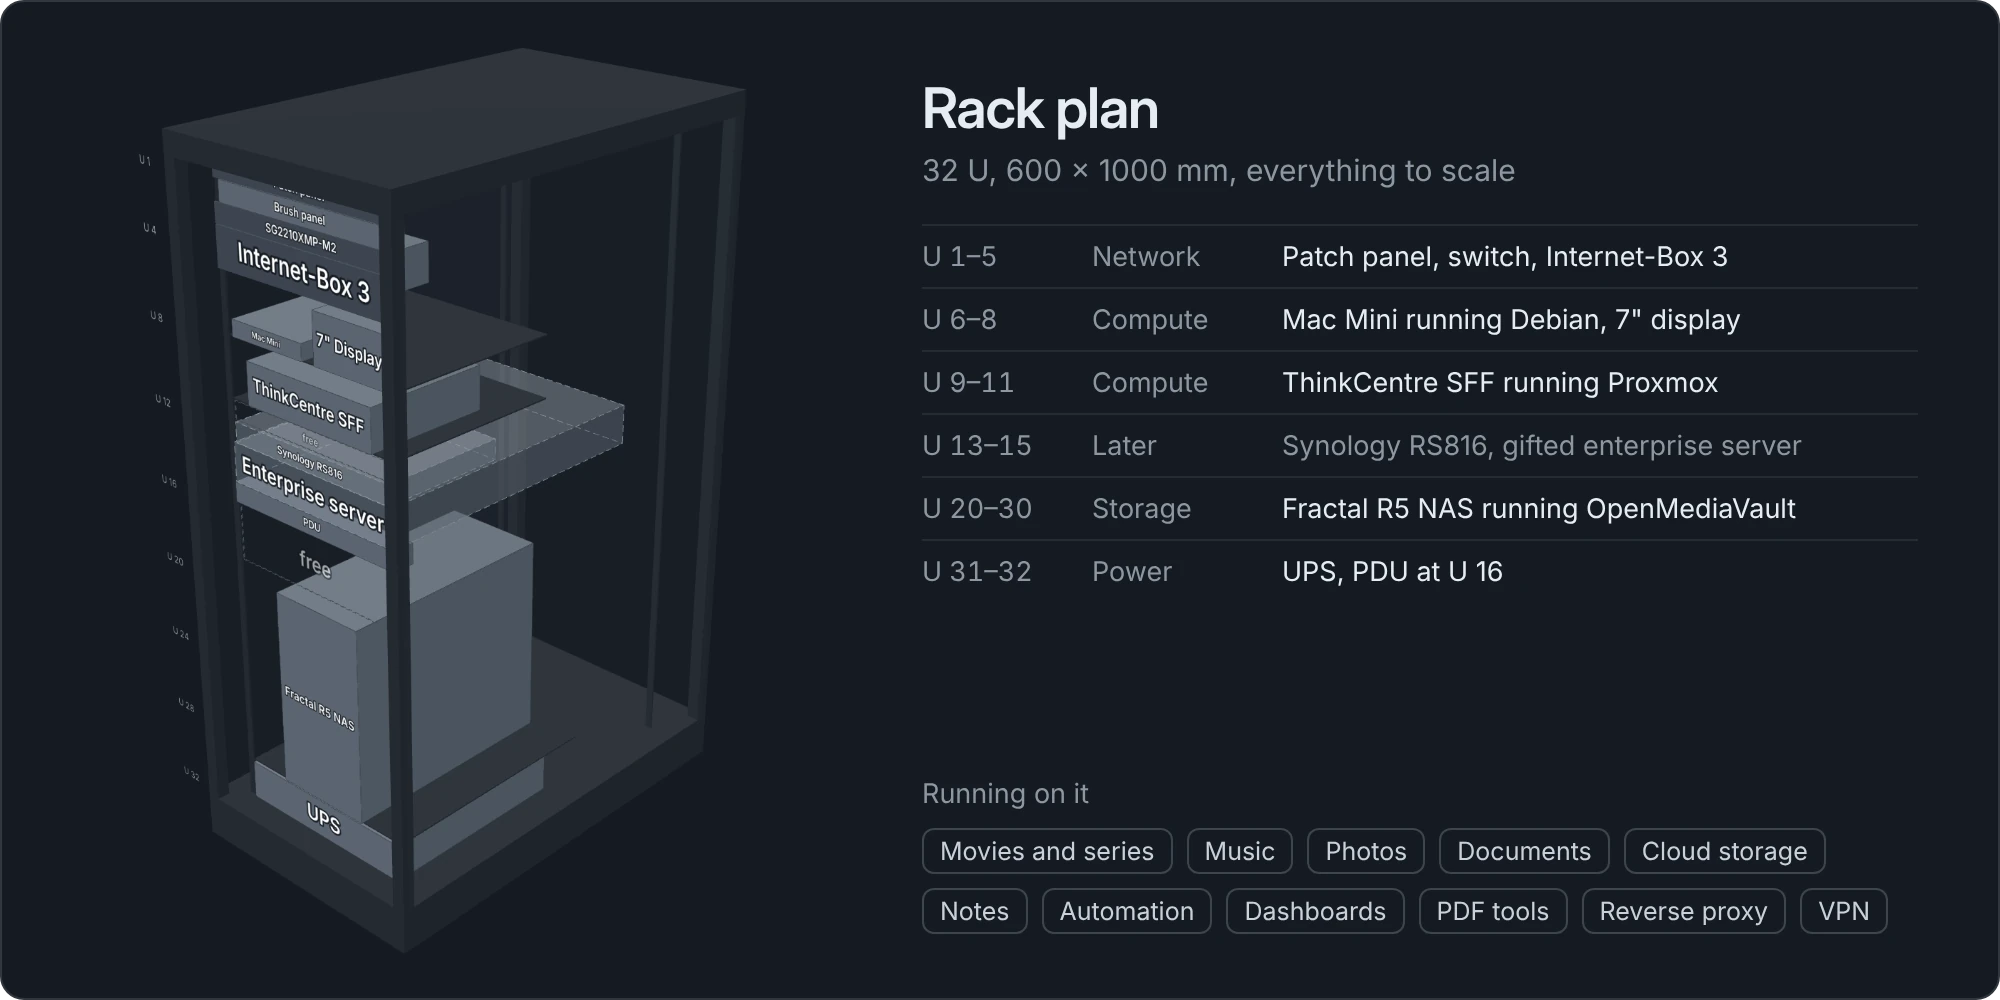 U 1
U 4
U 8
U 12
U 16
U 20
U 24
U 28
U 32
Brush panel
SG2210XMP-M2
Internet-Box 3
Mac Mini
7" Display
ThinkCentre SFF
free
Synology RS816
Enterprise server
PDU
free
Fractal R5 NAS
UPS
Rack plan
32 U, 600 × 1000 mm, everything to scale
U 1–5 Network Patch panel, switch, Internet-Box 3
U 6–8 Compute Mac Mini running Debian, 7" display
U 9–11 Compute ThinkCentre SFF running Proxmox
U 13–15 Later Synology RS816, gifted enterprise server
U 20–30 Storage Fractal R5 NAS running OpenMediaVault
U 31–32 Power UPS, PDU at U 16
Running on it
Movies and series Music Photos Documents Cloud storage
Notes Automation Dashboards PDF tools Reverse proxy VPN